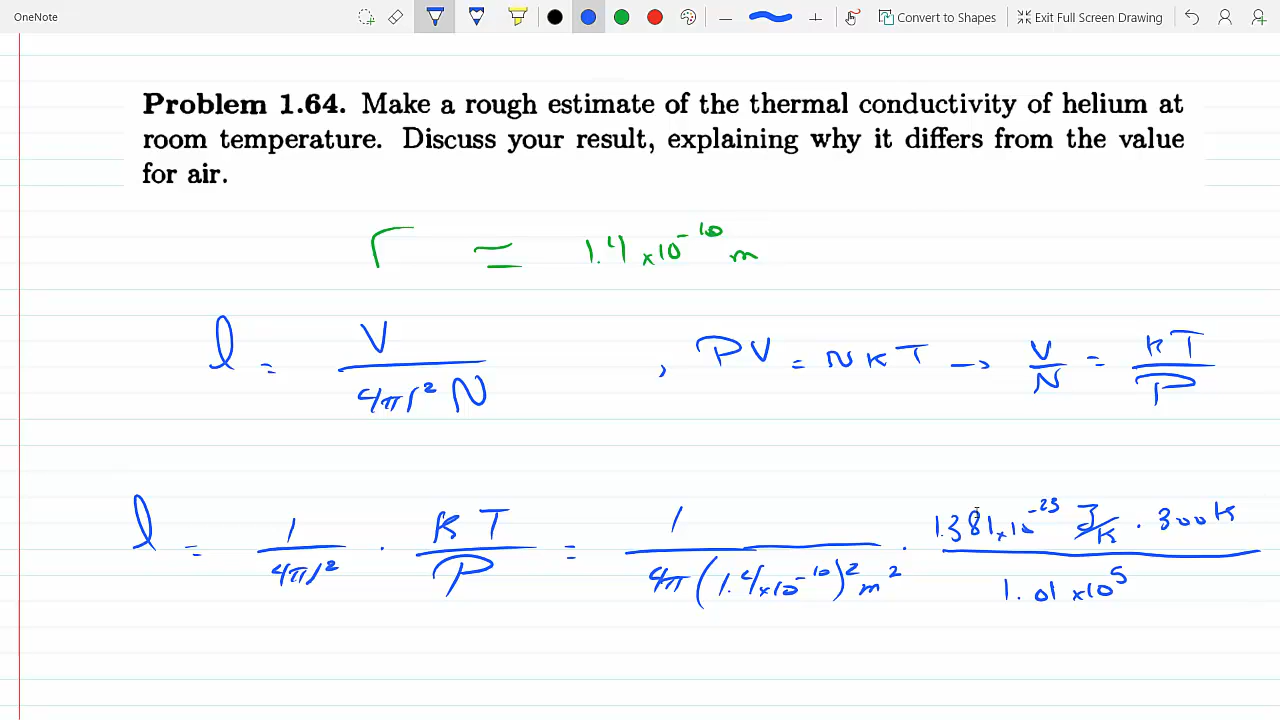 OneNote
Convert to Shapes Exit Full Screen Drawing
Problem 1.64. Make a rough estimate of the thermal conductivity of helium at
room temperature. Discuss your result, explaining why it differs from the value
for air.
r ≃ 1.4 x10^-10 m
l = V / (4πr² N) , PV = NKT → V/N = KT/P
l = 1/(4πr²) · KT/P = 1/(4π(1.4x10^-10)² m²) · (1.381x10^-23 J/K · 300K)/(1.01 x10^5)